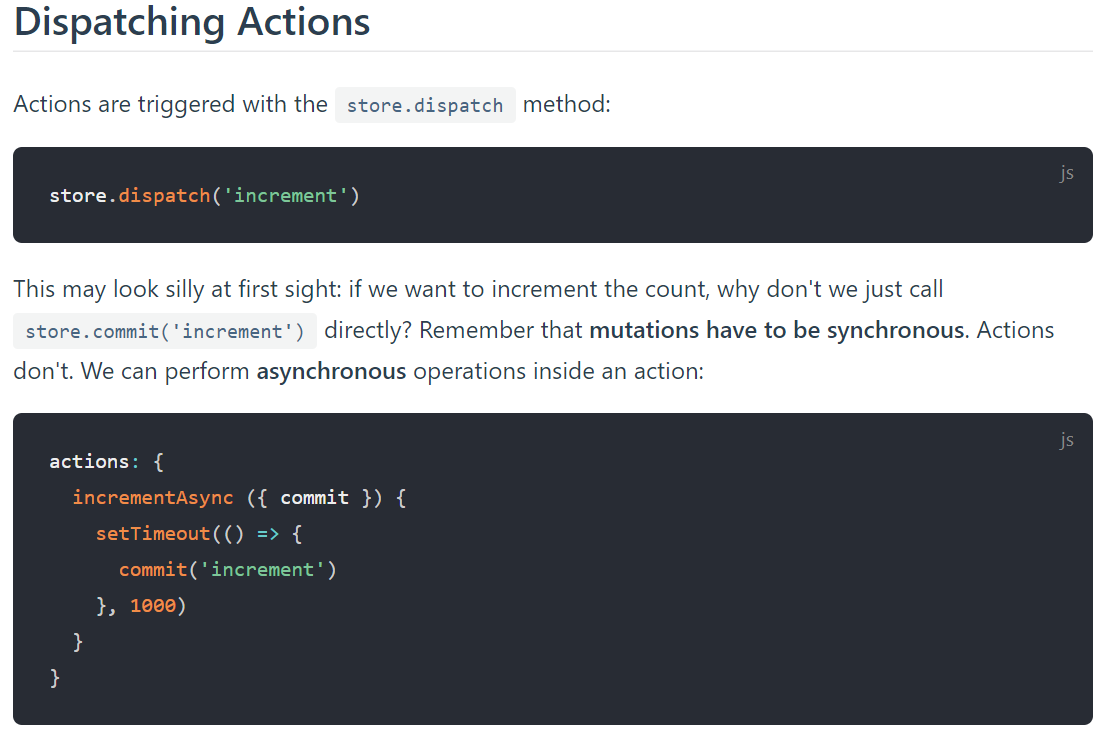 Dispatching Actions
Actions are triggered with the store.dispatch method:
js
store.dispatch('increment')
This may look silly at first sight: if we want to increment the count, why don't we just call
store.commit('increment') directly? Remember that mutations have to be synchronous. Actions
don't. We can perform asynchronous operations inside an action:
js
actions: {
  incrementAsync ({ commit }) {
    setTimeout(() => {
      commit('increment')
    }, 1000)
  }
}